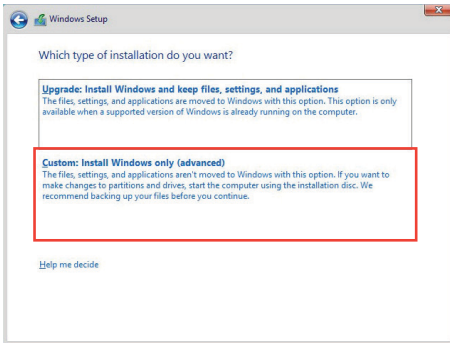 Windows Setup
Which type of installation do you want?
Upgrade: Install Windows and keep files, settings, and applications
The files, settings, and applications are moved to Windows with this option. This option is only
available when a supported version of Windows is already running on the computer.
Custom: Install Windows only (advanced)
The files, settings, and applications aren't moved to Windows with this option. If you want to
make changes to partitions and drives, start the computer using the installation disc. We
recommend backing up your files before you continue.
Help me decide